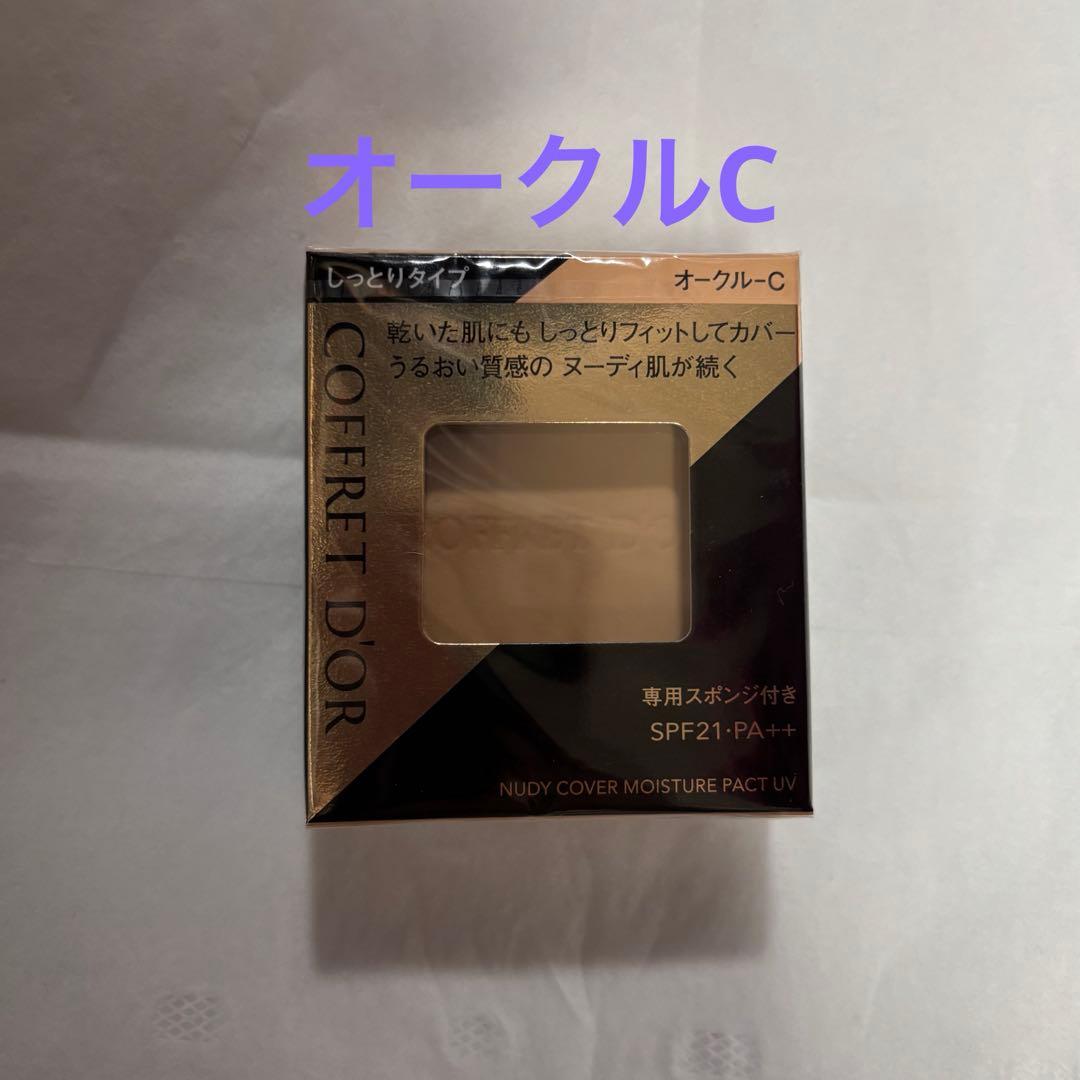 オークルC
しっとりタイプ
オークル-C
乾いた肌にも しっとりフィットしてカバー
うるおい質感の ヌーディ肌が続く
COFFRET D'OR
専用スポンジ付き
SPF21・PA++
NUDY COVER MOISTURE PACT UV